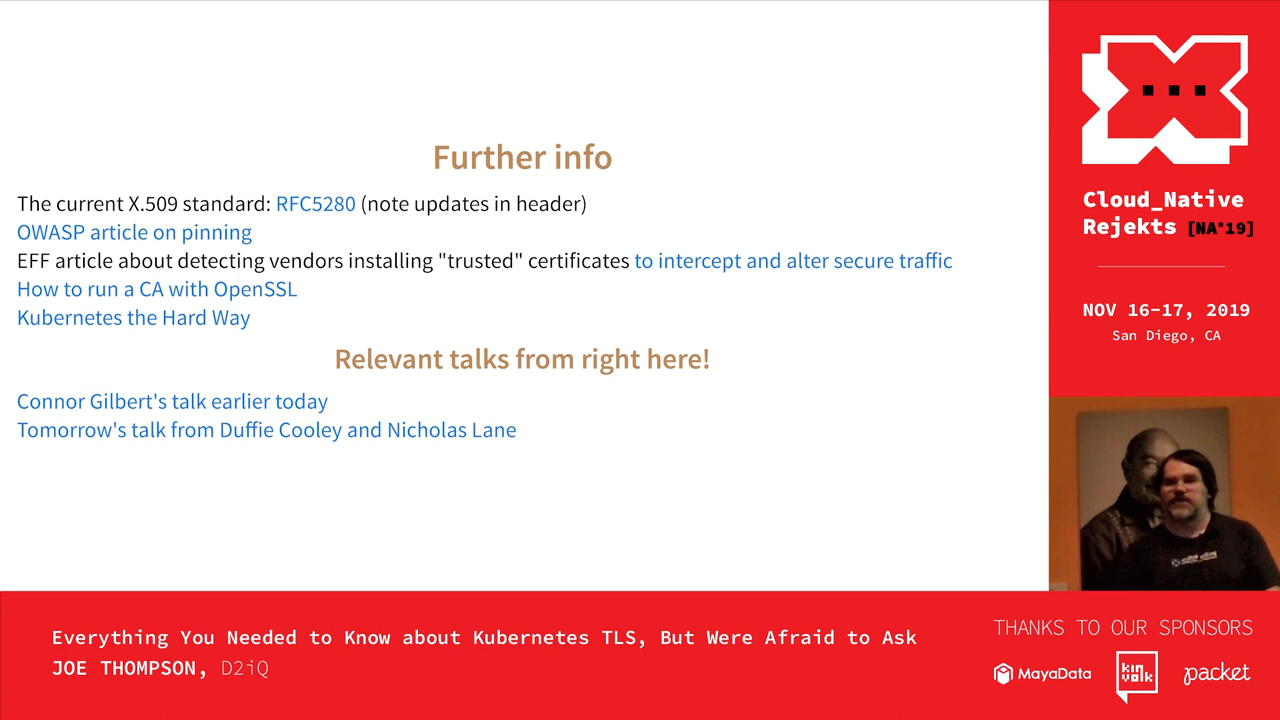 Further info
The current X.509 standard: RFC5280 (note updates in header)
OWASP article on pinning
EFF article about detecting vendors installing "trusted" certificates to intercept and alter secure traffic
How to run a CA with OpenSSL
Kubernetes the Hard Way
Relevant talks from right here!
Connor Gilbert's talk earlier today
Tomorrow's talk from Duffie Cooley and Nicholas Lane
Cloud_Native
Rejekts [NA'19]
NOV 16-17, 2019
San Diego, CA
Everything You Needed to Know about Kubernetes TLS, But Were Afraid to Ask
JOE THOMPSON, D2iQ
THANKS TO OUR SPONSORS
MayaData
kin
volk
packet